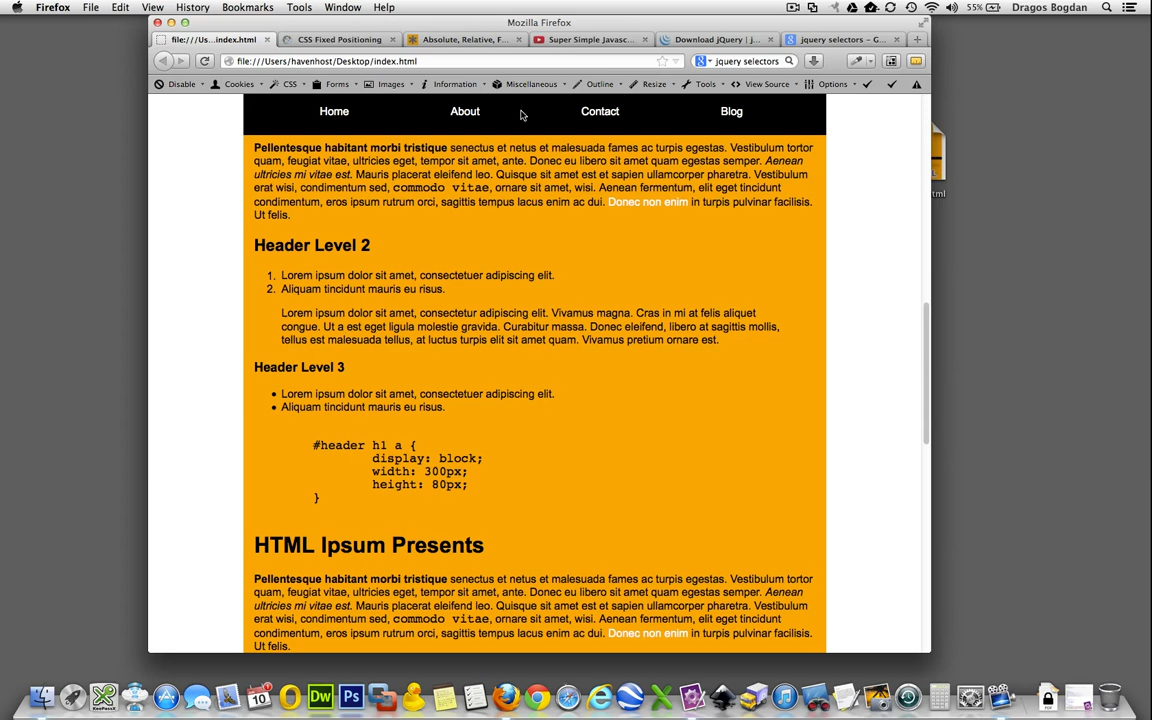 Firefox File Edit View History Bookmarks Tools Window Help 55% Dragos Bogdan
Mozilla Firefox
file:///Us...index.html CSS Fixed Positioning Absolute, Relative, F... Super Simple Javasc... Download jQuery | j... jquery selectors - G...
file:///Users/havenhost/Desktop/index.html jquery selectors
Disable Cookies CSS Forms Images Information Miscellaneous Outline Resize Tools View Source Options
Home About Contact Blog
Pellentesque habitant morbi tristique senectus et netus et malesuada fames ac turpis egestas. Vestibulum tortor
quam, feugiat vitae, ultricies eget, tempor sit amet, ante. Donec eu libero sit amet quam egestas semper. Aenean
ultricies mi vitae est. Mauris placerat eleifend leo. Quisque sit amet est et sapien ullamcorper pharetra. Vestibulum
erat wisi, condimentum sed, commodo vitae, ornare sit amet, wisi. Aenean fermentum, elit eget tincidunt
condimentum, eros ipsum rutrum orci, sagittis tempus lacus enim ac dui. Donec non enim in turpis pulvinar facilisis.
Ut felis.
Header Level 2
1. Lorem ipsum dolor sit amet, consectetuer adipiscing elit.
2. Aliquam tincidunt mauris eu risus.
Lorem ipsum dolor sit amet, consectetur adipiscing elit. Vivamus magna. Cras in mi at felis aliquet
congue. Ut a est eget ligula molestie gravida. Curabitur massa. Donec eleifend, libero at sagittis mollis,
tellus est malesuada tellus, at luctus turpis elit sit amet quam. Vivamus pretium ornare est.
Header Level 3
• Lorem ipsum dolor sit amet, consectetuer adipiscing elit.
• Aliquam tincidunt mauris eu risus.
#header h1 a {
display: block;
width: 300px;
height: 80px;
}
HTML Ipsum Presents
Pellentesque habitant morbi tristique senectus et netus et malesuada fames ac turpis egestas. Vestibulum tortor
quam, feugiat vitae, ultricies eget, tempor sit amet, ante. Donec eu libero sit amet quam egestas semper. Aenean
ultricies mi vitae est. Mauris placerat eleifend leo. Quisque sit amet est et sapien ullamcorper pharetra. Vestibulum
erat wisi, condimentum sed, commodo vitae, ornare sit amet, wisi. Aenean fermentum, elit eget tincidunt
condimentum, eros ipsum rutrum orci, sagittis tempus lacus enim ac dui. Donec non enim in turpis pulvinar facilisis.
Ut felis.